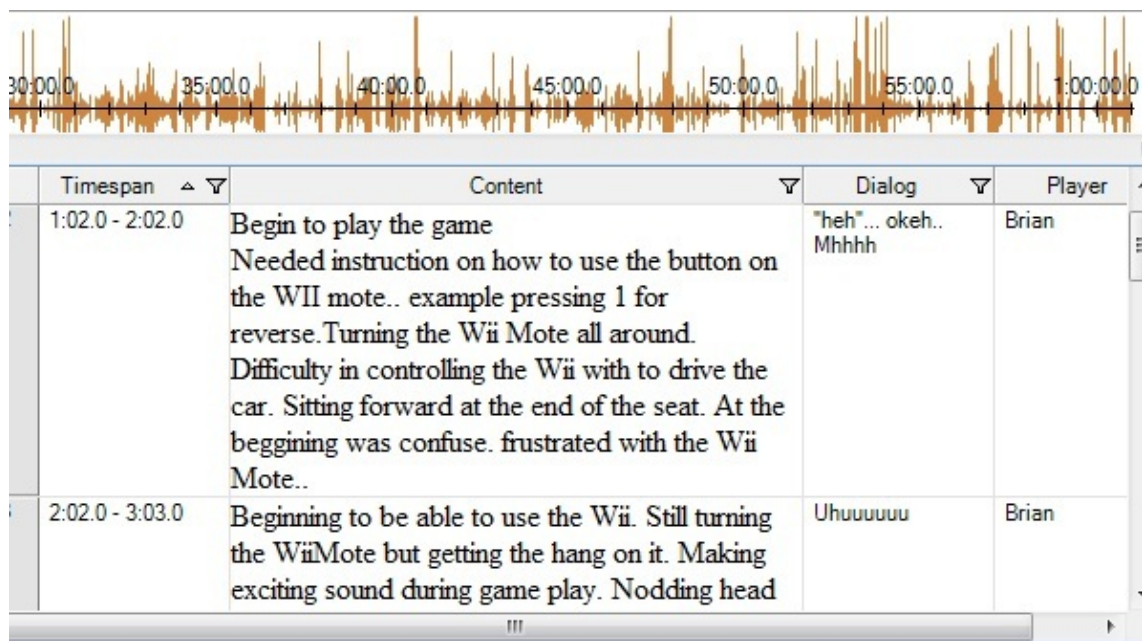 30:00.0 35:00.0 40:00.0 45:00.0 50:00.0 55:00.0 1:00:00.0
Timespan Content Dialog Player
1:02.0 - 2:02.0 Begin to play the game "heh"... okeh.. Brian
Needed instruction on how to use the button on Mhhhh
the WII mote.. example pressing 1 for
reverse.Turning the Wii Mote all around.
Difficulty in controlling the Wii with to drive the
car. Sitting forward at the end of the seat. At the
beggining was confuse. frustrated with the Wii
Mote..
2:02.0 - 3:03.0 Beginning to be able to use the Wii. Still turning Uhuuuuuu Brian
the WiiMote but getting the hang on it. Making
exciting sound during game play. Nodding head